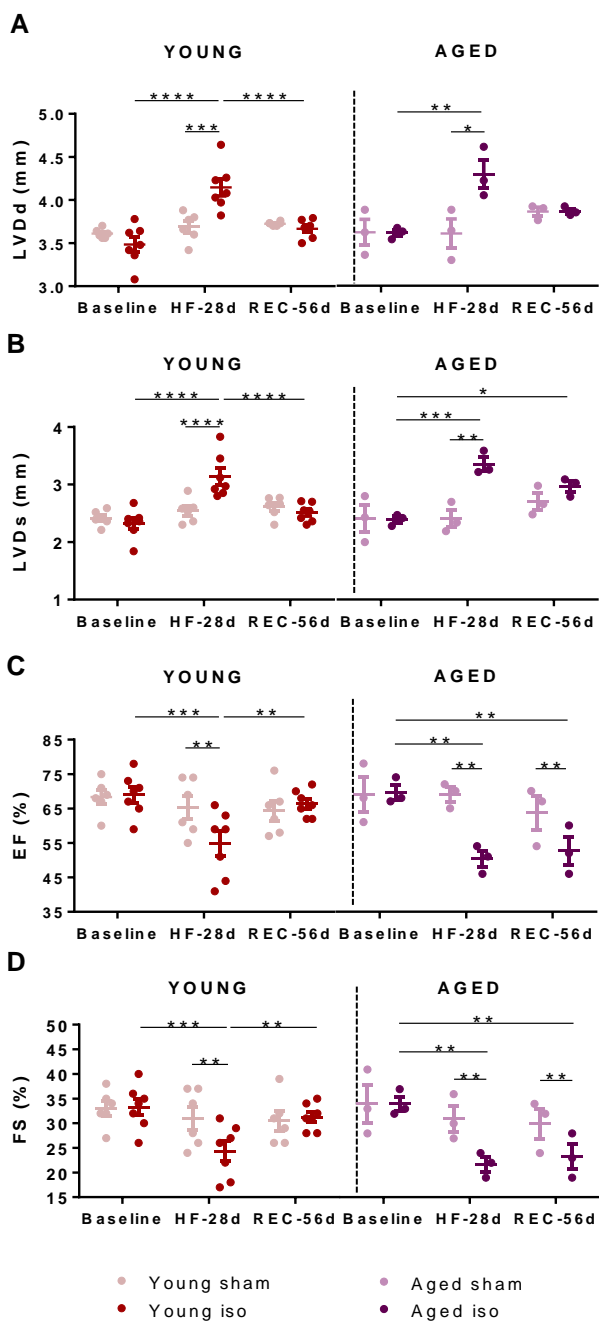 A
YOUNG AGED
**** **** **
*** *
LVDd (mm)
5.0
4.5
4.0
3.5
3.0
Baseline HF-28d REC-56d Baseline HF-28d REC-56d
B
YOUNG AGED
*
**** **** ***
**** **
LVDs (mm)
4
3
2
1
Baseline HF-28d REC-56d Baseline HF-28d REC-56d
C
YOUNG AGED
*** ** **
**
** ** **
EF (%)
85
75
65
55
45
35
Baseline HF-28d REC-56d Baseline HF-28d REC-56d
D
YOUNG AGED
*** ** **
**
** ** **
FS (%)
50
45
40
35
30
25
20
15
Baseline HF-28d REC-56d Baseline HF-28d REC-56d
Young sham Aged sham
Young iso Aged iso